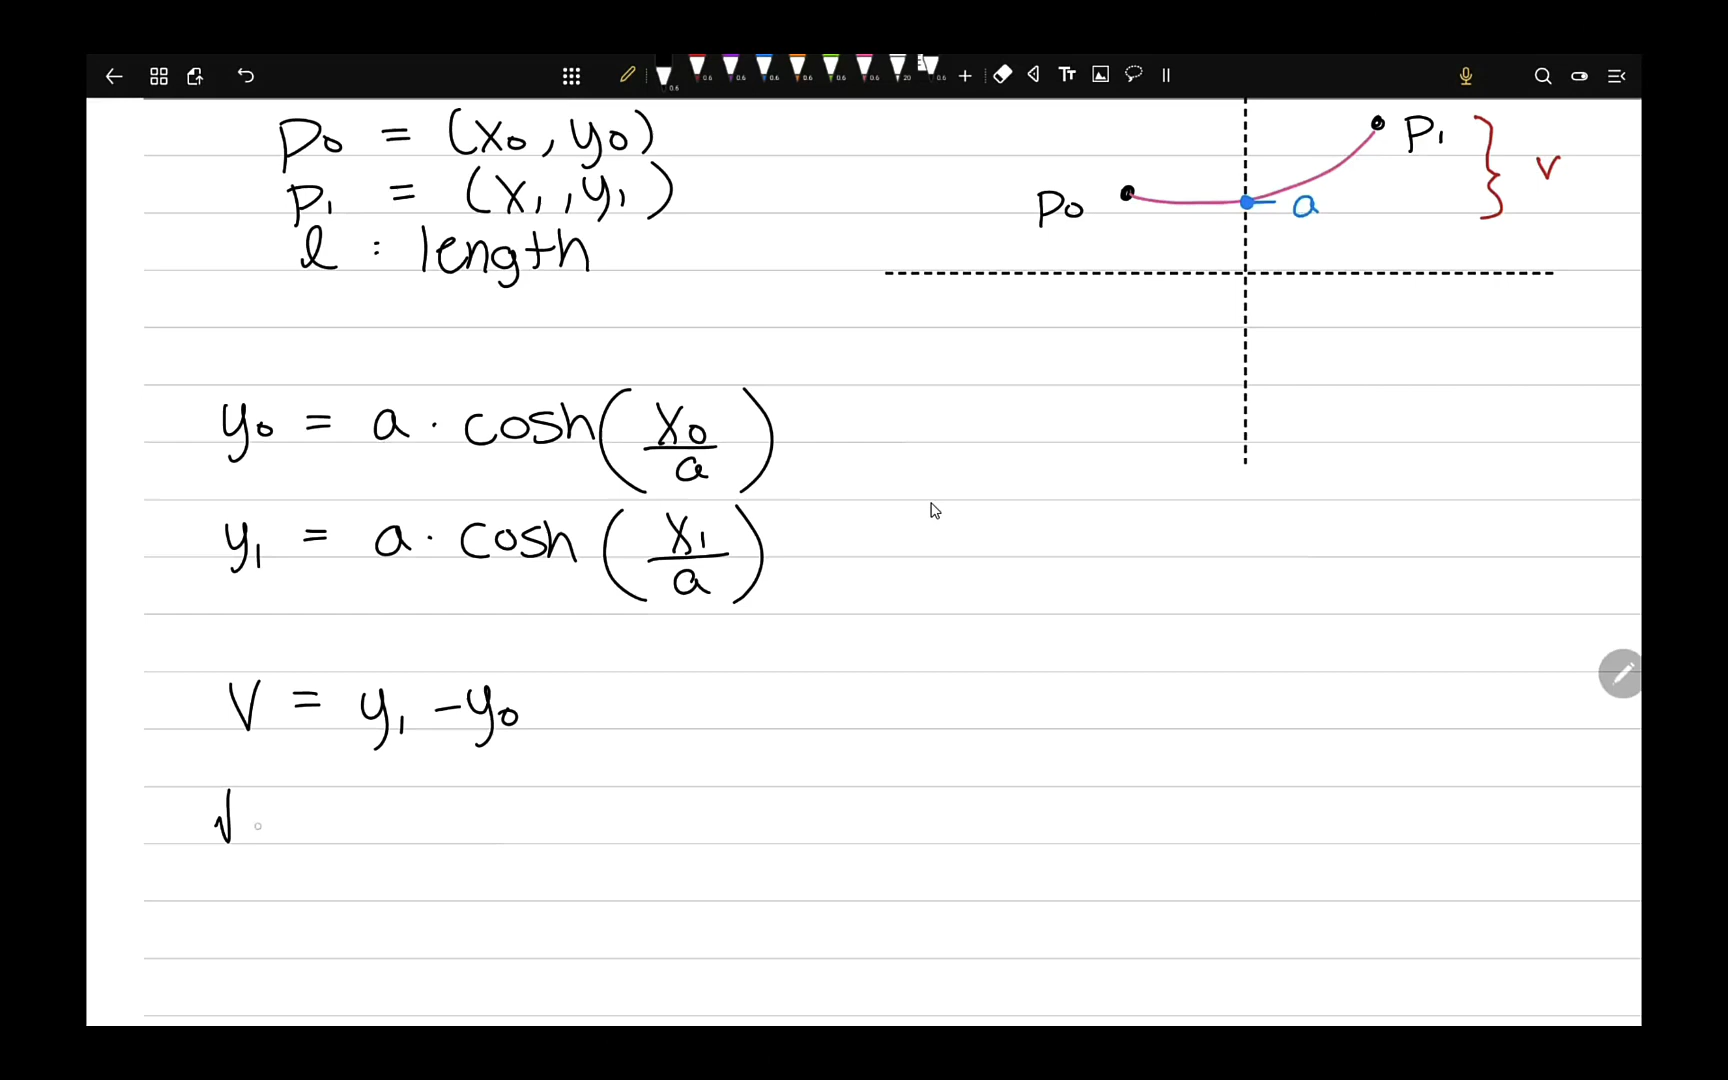 p₀ = (x₀, y₀)
p₁ = (x₁, y₁)
l : length
p₁
v
p₀
a
y₀ = a · cosh(x₀/a)
y₁ = a · cosh(x₁/a)
v = y₁ - y₀